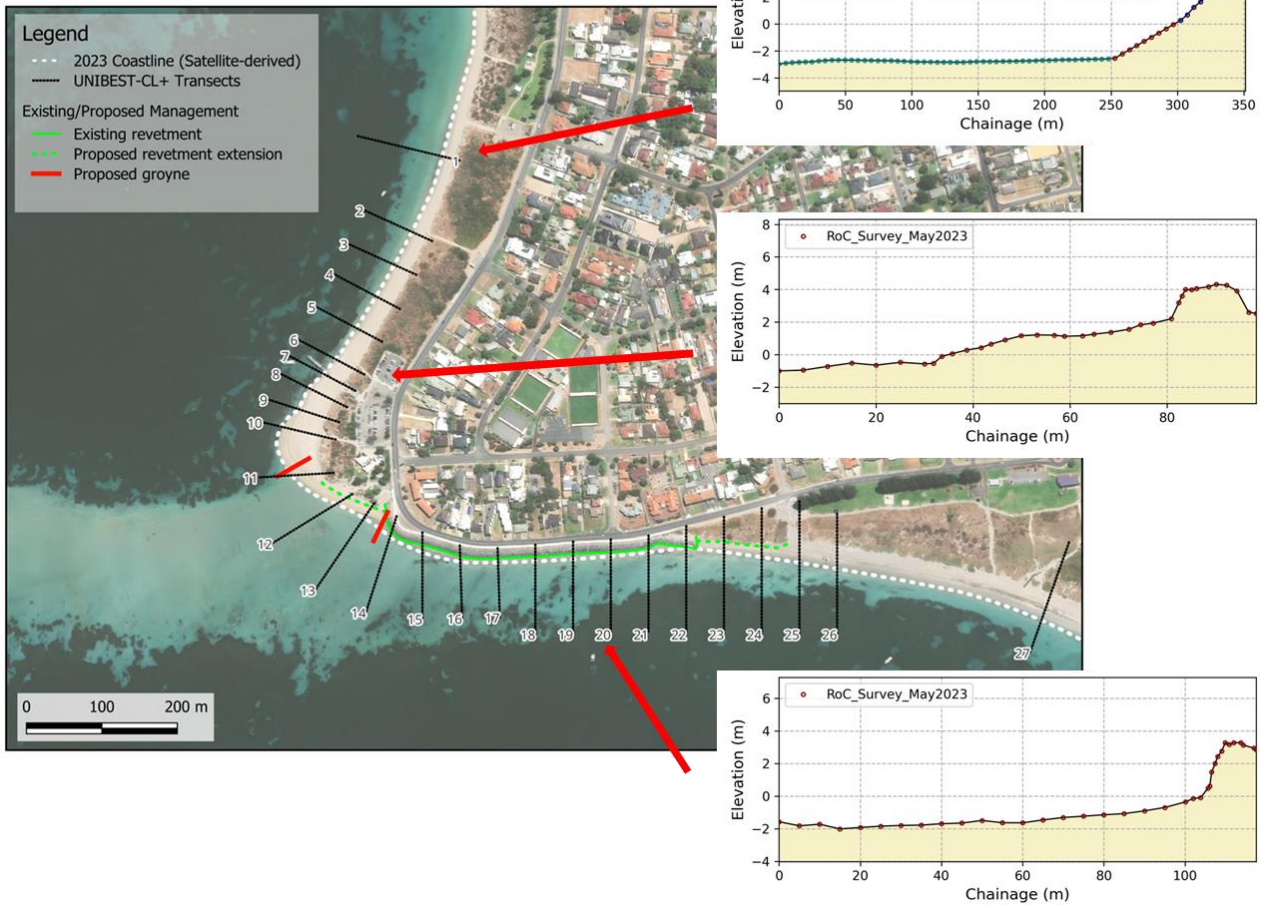 Legend
2023 Coastline (Satellite-derived)
UNIBEST-CL+ Transects
Existing/Proposed Management
Existing revetment
Proposed revetment extension
Proposed groyne
1
2
3
4
5
6
7
8
9
10
11
12
13
14
15
16
17
18
19
20
21
22
23
24
25
26
27
0 100 200 m
2
0
−2
−4
0 50 100 150 200 250 300 350
Chainage (m)
RoC_Survey_May2023
Elevation (m)
8
6
4
2
0
−2
0 20 40 60 80
Chainage (m)
RoC_Survey_May2023
Elevation (m)
6
4
2
0
−2
−4
0 20 40 60 80 100
Chainage (m)